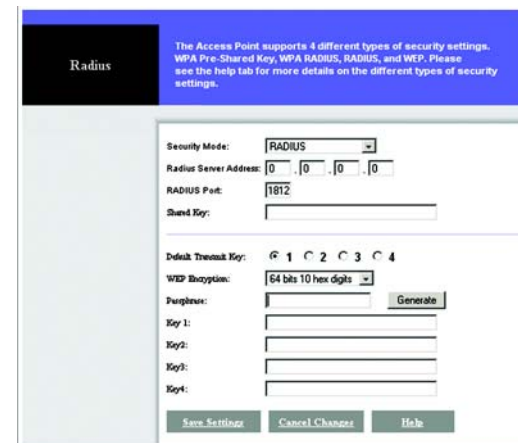 Radius
The Access Point supports 4 different types of security settings.
WPA Pre-Shared Key, WPA RADIUS, RADIUS, and WEP. Please
see the help tab for more details on the different types of security
settings.
Security Mode: RADIUS
Radius Server Address: 0 . 0 . 0 . 0
RADIUS Port: 1812
Shared Key:
Default Transmit Key: 1 2 3 4
WEP Encryption: 64 bits 10 hex digits
Passphrase: Generate
Key 1:
Key2:
Key3:
Key4:
Save Settings Cancel Changes Help